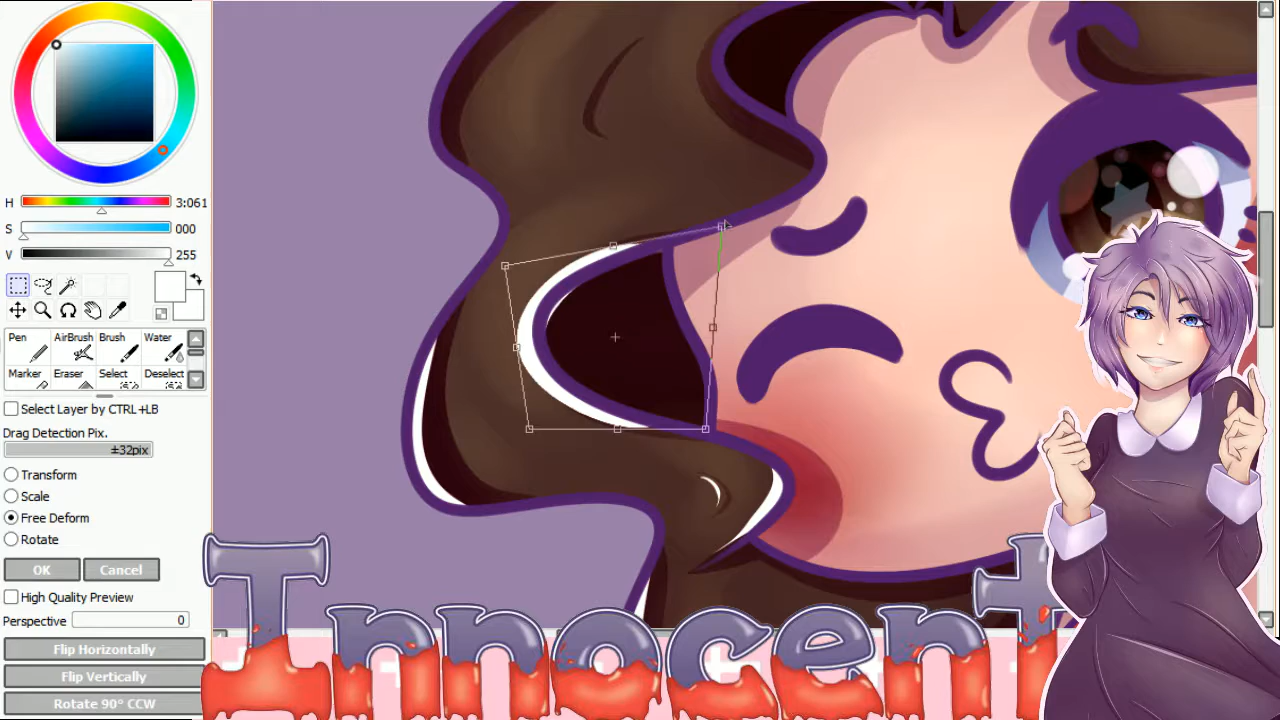 H 3:061
S 000
V 255
Pen AirBrush Brush Water
Marker Eraser Select Deselect
Select Layer by CTRL+LB
Drag Detection Pix.
±32pix
Transform
Scale
Free Deform
Rotate
OK Cancel
High Quality Preview
Perspective 0
Flip Horizontally
Flip Vertically
Rotate 90° CCW
Innocent